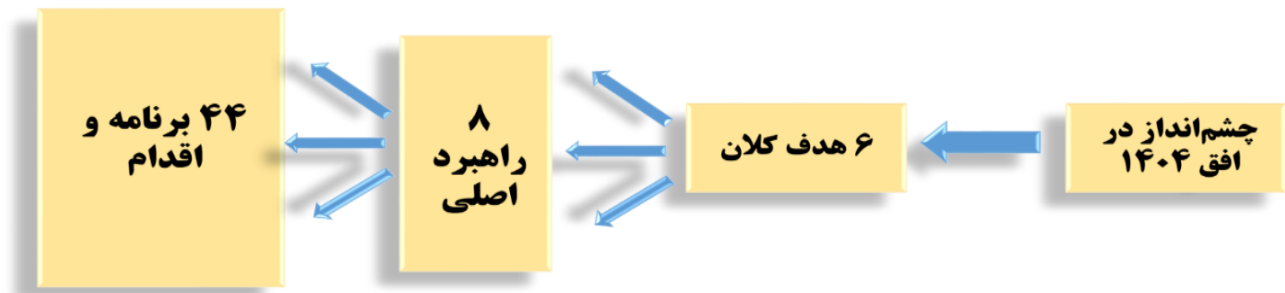 چشم‌انداز در
افق ۱۴۰۴
۶ هدف کلان
۸
راهبرد
اصلی
۴۴ برنامه و
اقدام